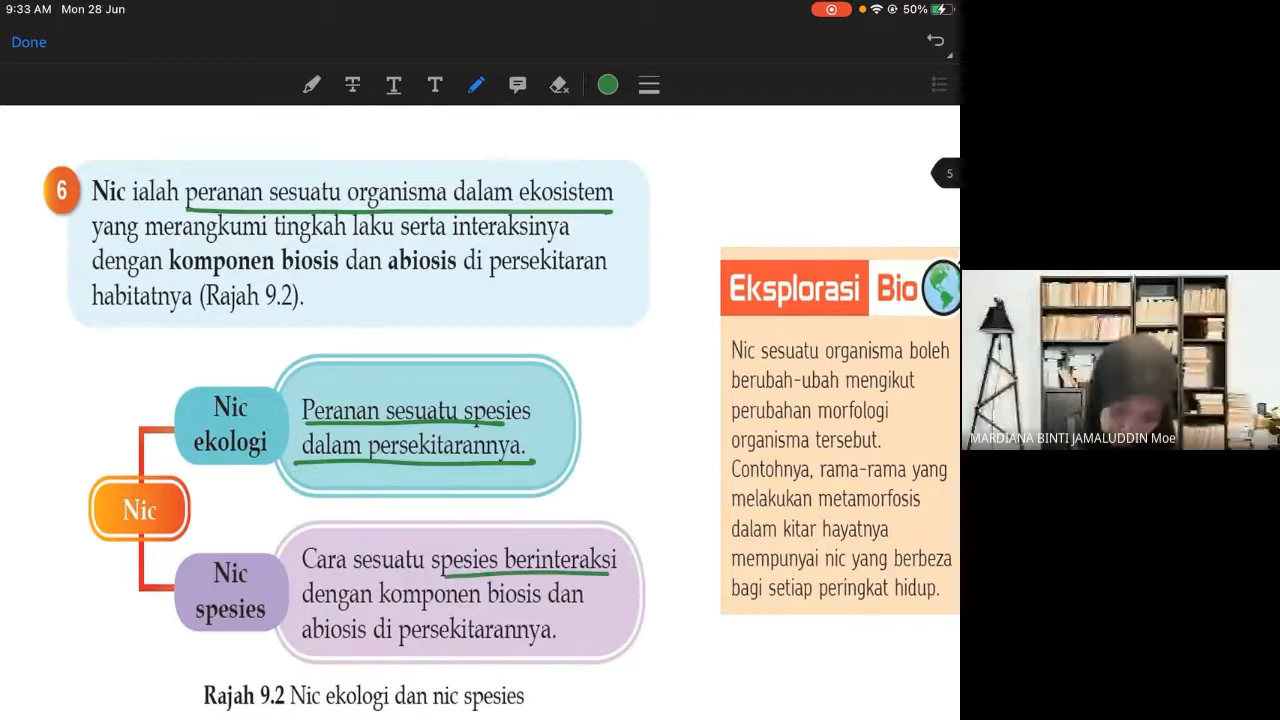 9:33 AM Mon 28 Jun
50%
Done
T
T
T
5
6
Nic ialah peranan sesuatu organisma dalam ekosistem
yang merangkumi tingkah laku serta interaksinya
dengan komponen biosis dan abiosis di persekitaran
habitatnya (Rajah 9.2).
Nic
ekologi
Peranan sesuatu spesies
dalam persekitarannya.
Nic
Nic
spesies
Cara sesuatu spesies berinteraksi
dengan komponen biosis dan
abiosis di persekitarannya.
Rajah 9.2 Nic ekologi dan nic spesies
Eksplorasi Bio
Nic sesuatu organisma boleh
berubah-ubah mengikut
perubahan morfologi
organisma tersebut.
Contohnya, rama-rama yang
melakukan metamorfosis
dalam kitar hayatnya
mempunyai nic yang berbeza
bagi setiap peringkat hidup.
MARDIANA BINTI JAMALUDDIN Moe